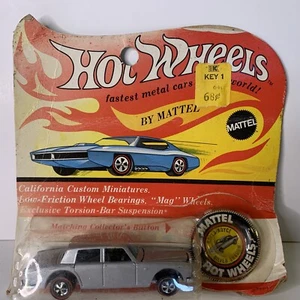 HOT WHEELS
KEY 1
68¢
fastest metal cars in the world!
BY MATTEL
MATTEL
California Custom Miniatures.
Low-Friction Wheel Bearings, "Mag" Wheels,
Exclusive Torsion-Bar Suspension
Matching Collector's Button
MATTEL
HOT WHEELS